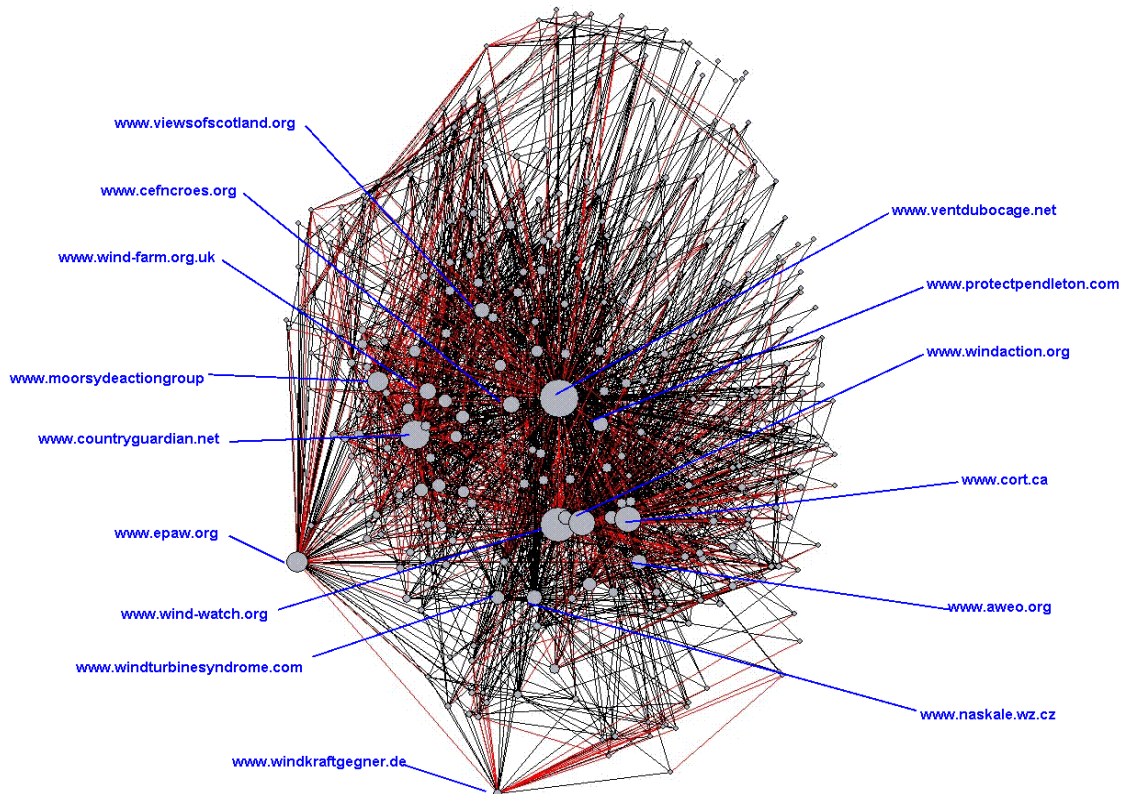 www.viewsofscotland.org
www.cefncroes.org
www.wind-farm.org.uk
www.moorsydeactiongroup
www.countryguardian.net
www.epaw.org
www.wind-watch.org
www.windturbinesyndrome.com
www.windkraftgegner.de
www.ventdubocage.net
www.protectpendleton.com
www.windaction.org
www.cort.ca
www.aweo.org
www.naskale.wz.cz